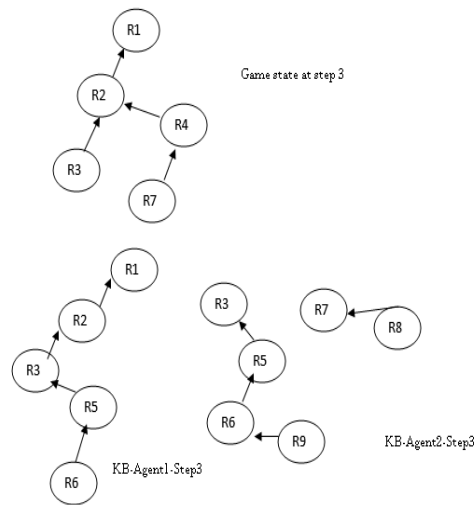 R1
Game state at step 3
R2
R4
R3
R7
R1
R2
R3
R7
R8
R3
R5
R5
R6
R9
R6
KB-Agent1-Step3
KB-Agent2-Step3